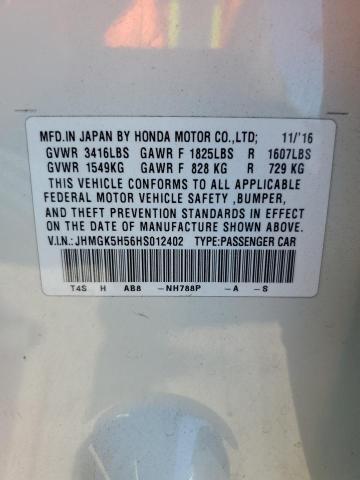 MFD.IN JAPAN BY HONDA MOTOR CO.,LTD; 11/'16
GVWR 3416LBS GAWR F 1825LBS R 1607LBS
GVWR 1549KG GAWR F 828 KG R 729 KG
THIS VEHICLE CONFORMS TO ALL APPLICABLE
FEDERAL MOTOR VEHICLE SAFETY ,BUMPER,
AND THEFT PREVENTION STANDARDS IN EFFECT
ON THE DATE OF MANUFACTURE SHOWN ABOVE.
V.I.N.:JHMGK5H56HS012402 TYPE:PASSENGER CAR
T4S H AB8 -NH788P -A -S